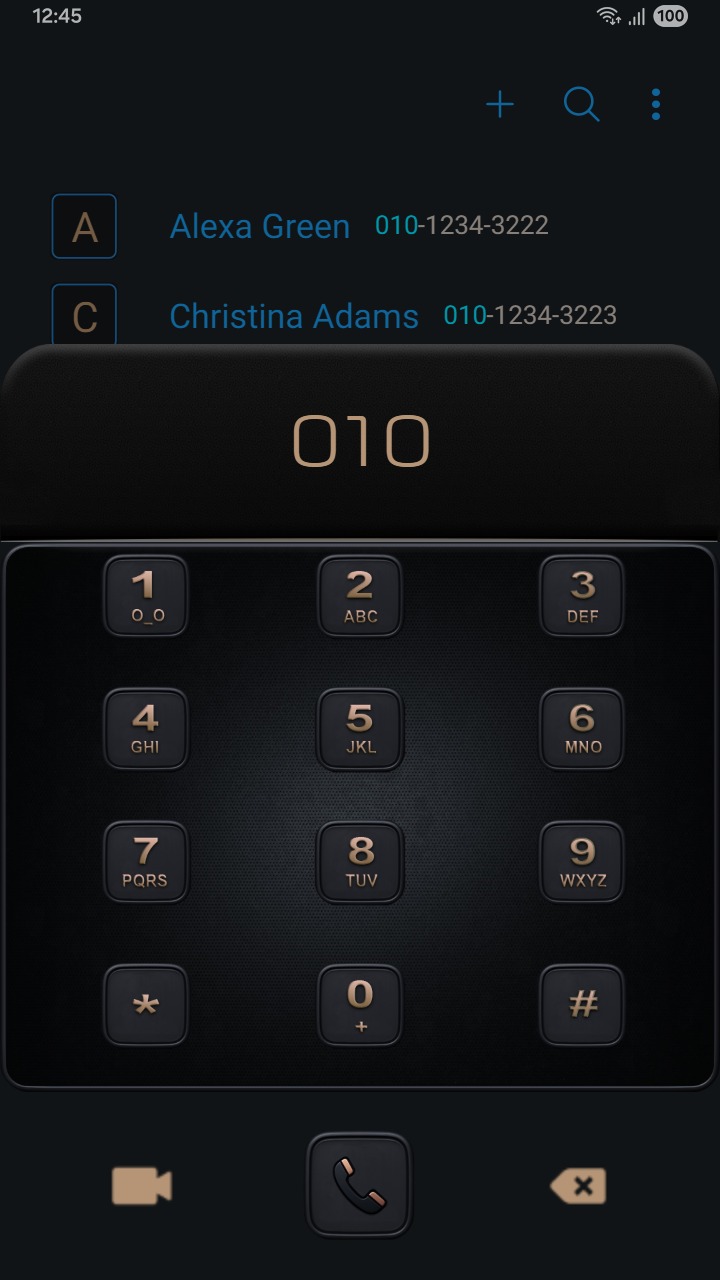 12:45 100
A Alexa Green 010-1234-3222
C Christina Adams 010-1234-3223
010
1 2 3
O_O ABC DEF
4 5 6
GHI JKL MNO
7 8 9
PQRS TUV WXYZ
* 0 #
+